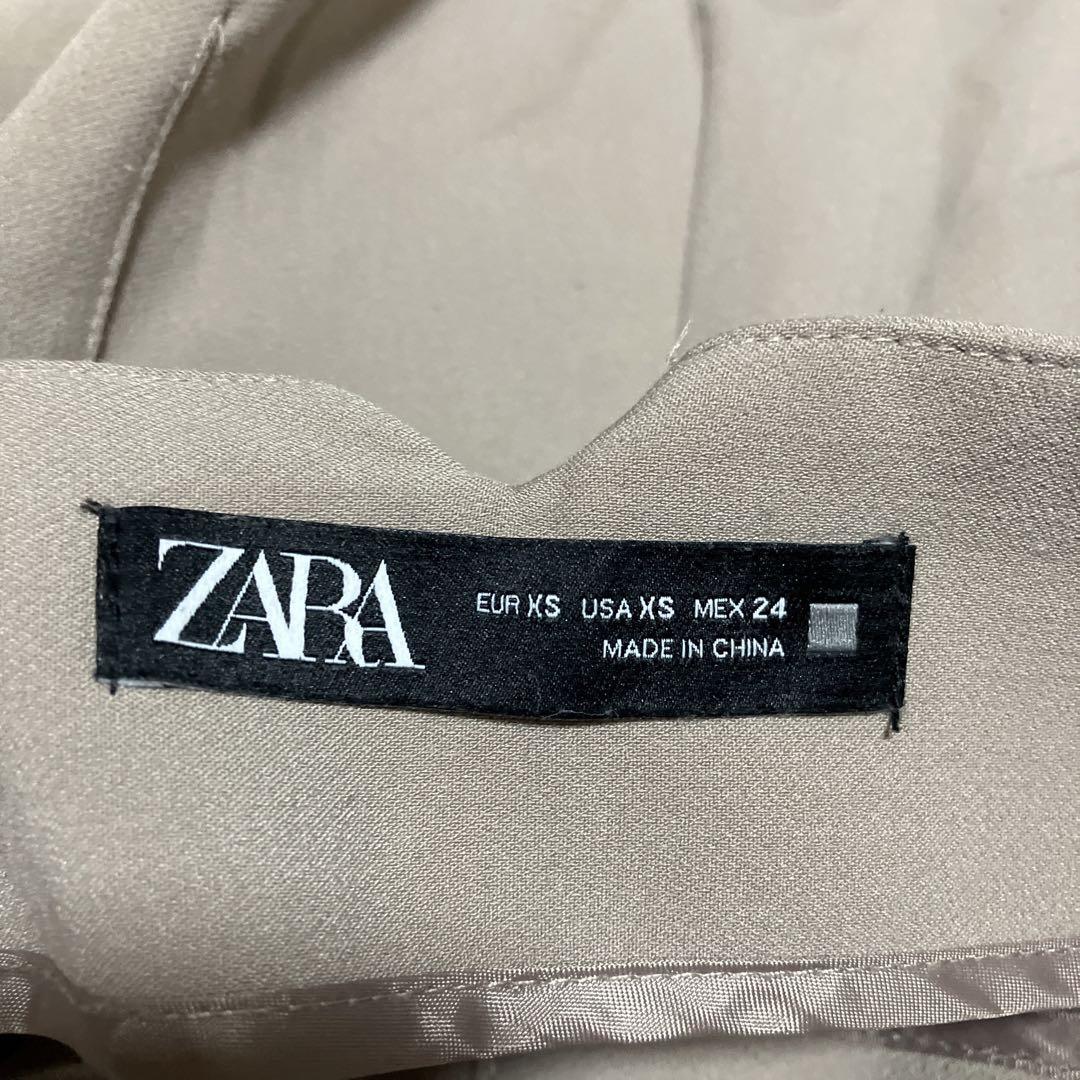 ZARA
EUR XS USA XS MEX 24
MADE IN CHINA